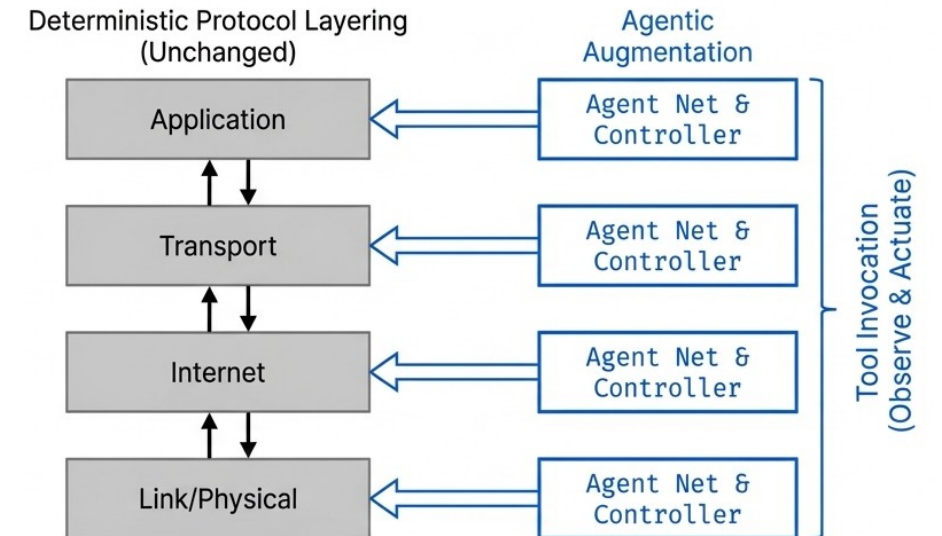 Deterministic Protocol Layering
(Unchanged)
Agentic
Augmentation
Application
Agent Net &
Controller
Transport
Agent Net &
Controller
Internet
Agent Net &
Controller
Link/Physical
Agent Net &
Controller
Tool Invocation
(Observe & Actuate)